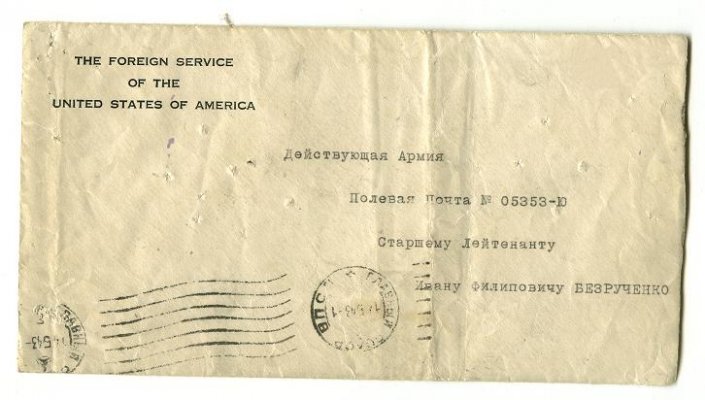 THE FOREIGN SERVICE
OF THE
UNITED STATES OF AMERICA
Действующая Армия
Полевая Почта № 05353-Ю
Старшему Лейтенанту
Ивану Филиповичу БЕЗРУЧЕНКО